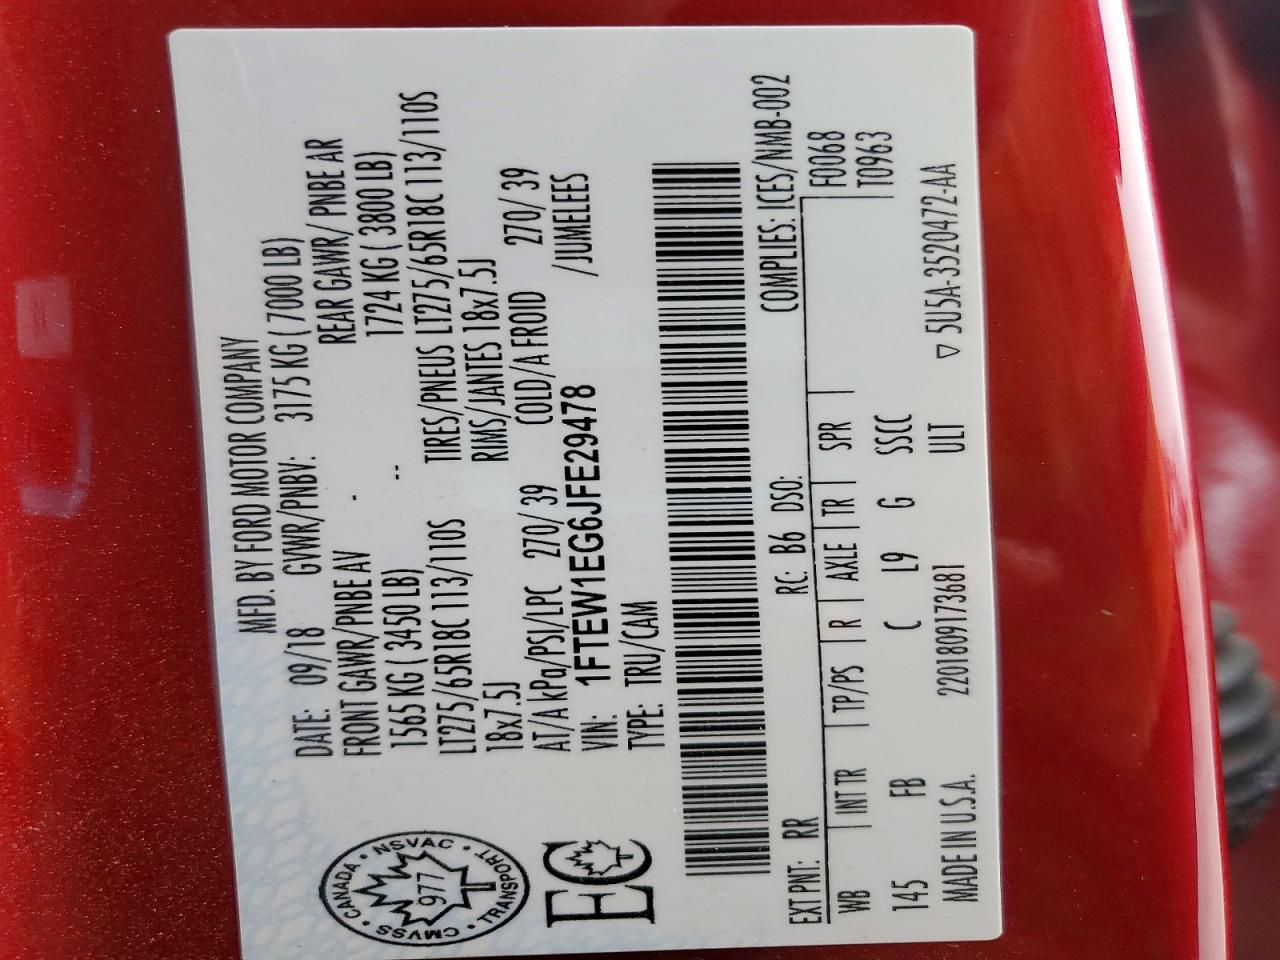 MFD. BY FORD MOTOR COMPANY
DATE: 09/18 GVWR/PNBV: 3175 KG ( 7000 LB)
FRONT GAWR/PNBE AV - REAR GAWR/ PNBE AR
1565 KG ( 3450 LB) -- 1724 KG ( 3800 LB)
LT275/65R18C 113/110S TIRES/PNEUS LT275/65R18C 113/110S
18x7.5J RIMS/JANTES 18x7.5J
AT/A kPa/PSI/LPC 270/ 39 COLD/A FROID 270/ 39
VIN: 1FTEW1EG6JFE29478 /JUMELEES
TYPE: TRU/CAM
CANADA • NSVAC • TRANSPORT • CMVSS •
977
EC
COMPLIES: ICES/NMB-002
EXT PNT: RR RC: B6 DSO: F0068
WB | INT TR | TP/PS | R | AXLE | TR | SPR | T0963
145 FB C L9 G SSCC
MADE IN U.S.A. 2201809173681 ULT ▽ 5U5A-3520472-AA